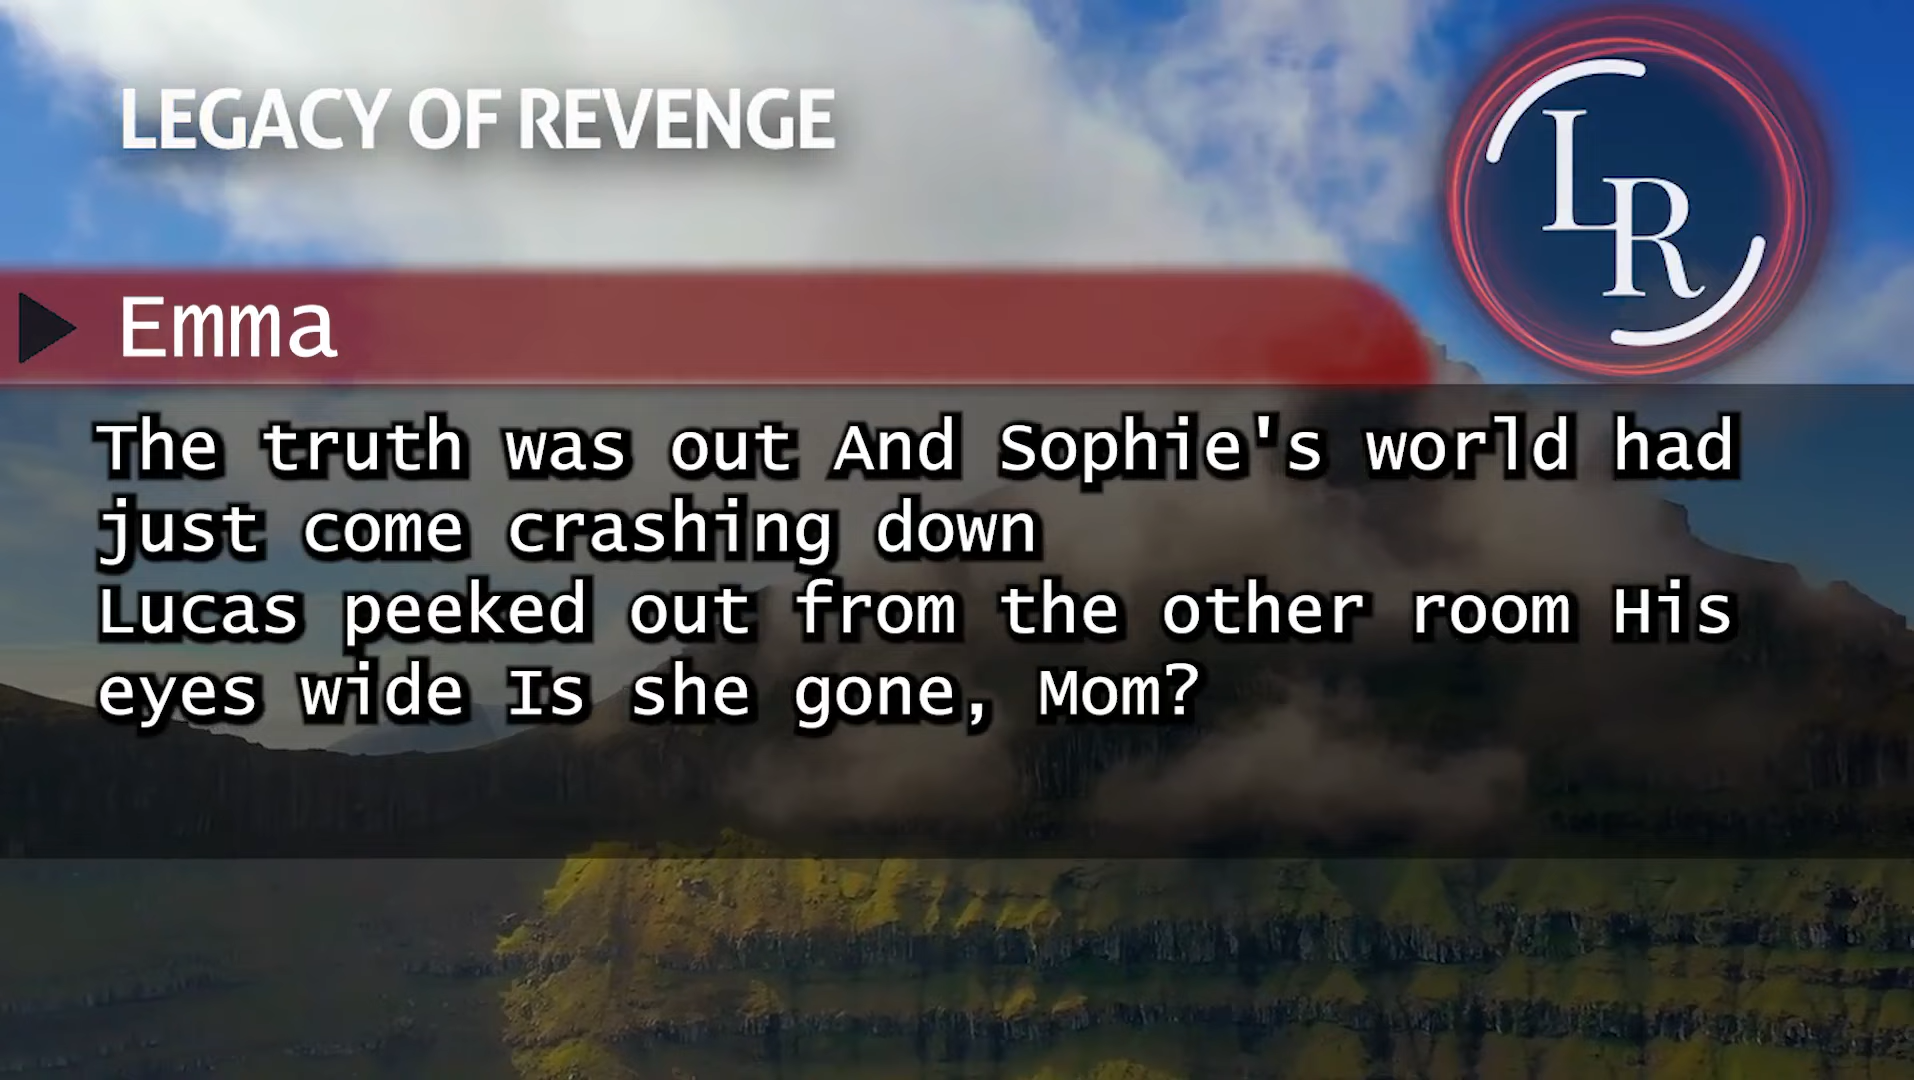 LEGACY OF REVENGE
LR
Emma
The truth was out And Sophie's world had
just come crashing down
Lucas peeked out from the other room His
eyes wide Is she gone, Mom?